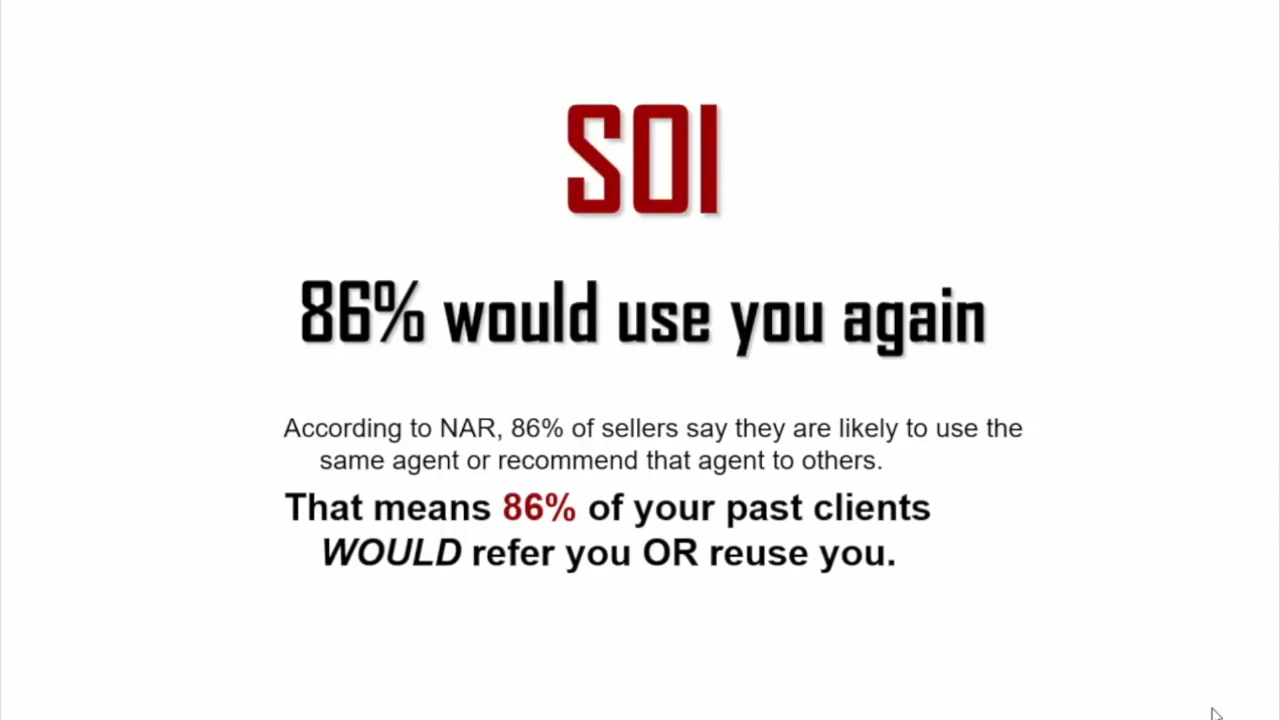 SOI
86% would use you again
According to NAR, 86% of sellers say they are likely to use the
same agent or recommend that agent to others.
That means 86% of your past clients
WOULD refer you OR reuse you.